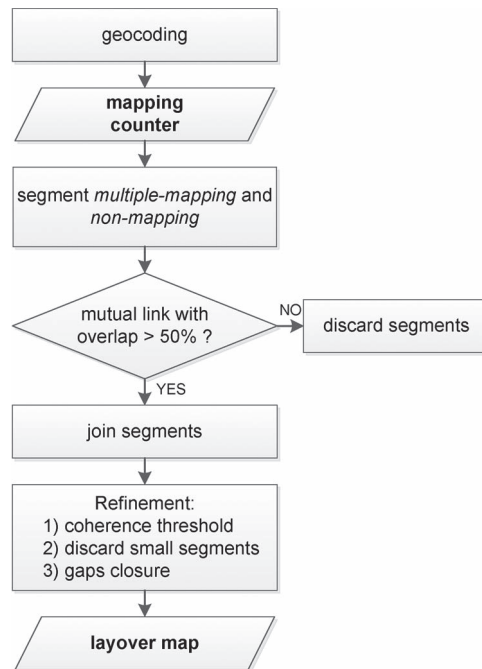 geocoding
mapping
counter
segment multiple-mapping and
non-mapping
mutual link with
overlap > 50% ?
NO
discard segments
YES
join segments
Refinement:
1) coherence threshold
2) discard small segments
3) gaps closure
layover map